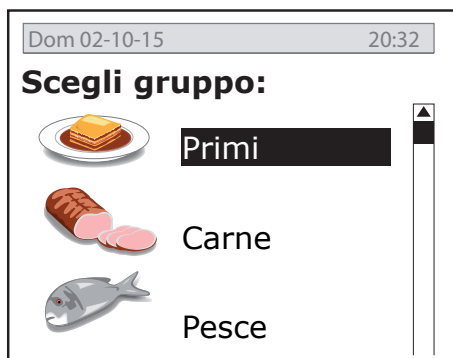 Dom 02-10-15 20:32
Scegli gruppo:
Primi
Carne
Pesce